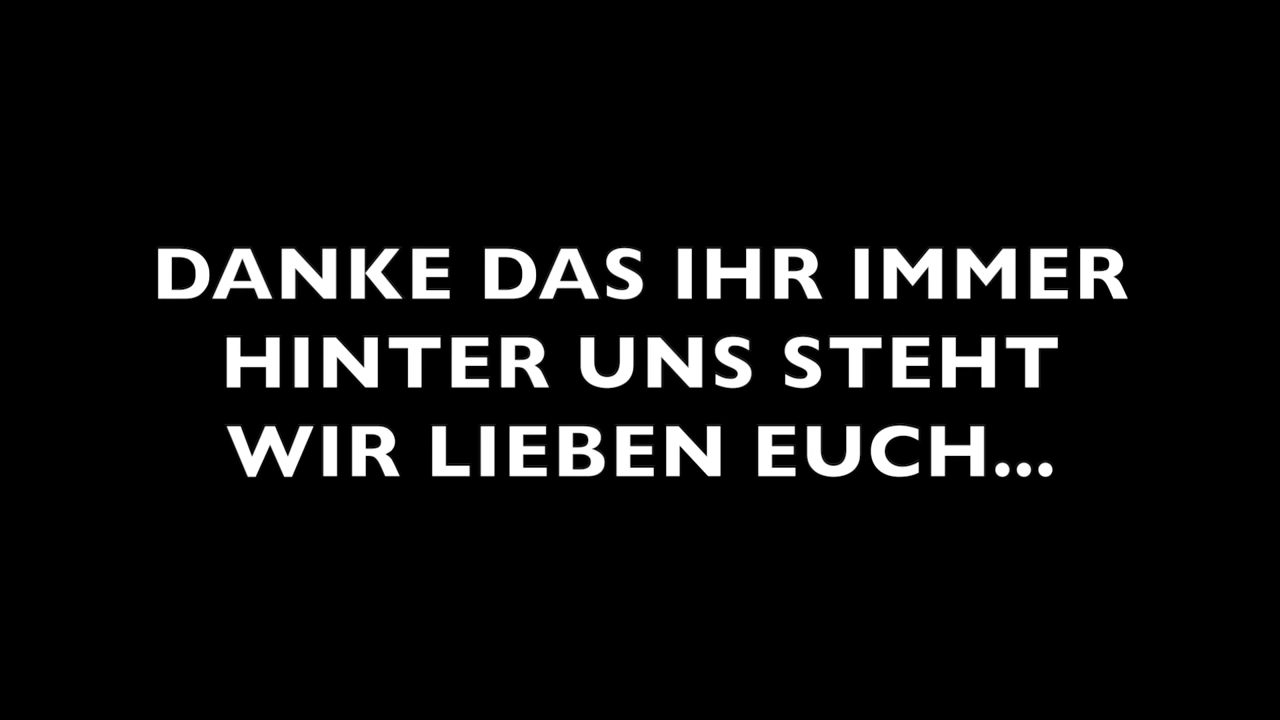 DANKE DAS IHR IMMER
HINTER UNS STEHT
WIR LIEBEN EUCH...